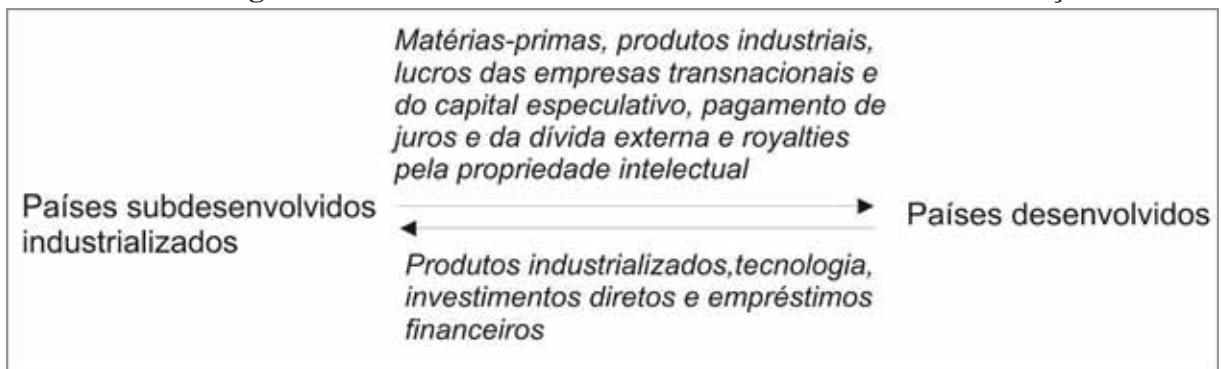 Matérias-primas, produtos industriais,
lucros das empresas transnacionais e
do capital especulativo, pagamento de
juros e da dívida externa e royalties
pela propriedade intelectual
Países subdesenvolvidos
industrializados
Países desenvolvidos
Produtos industrializados,tecnologia,
investimentos diretos e empréstimos
financeiros